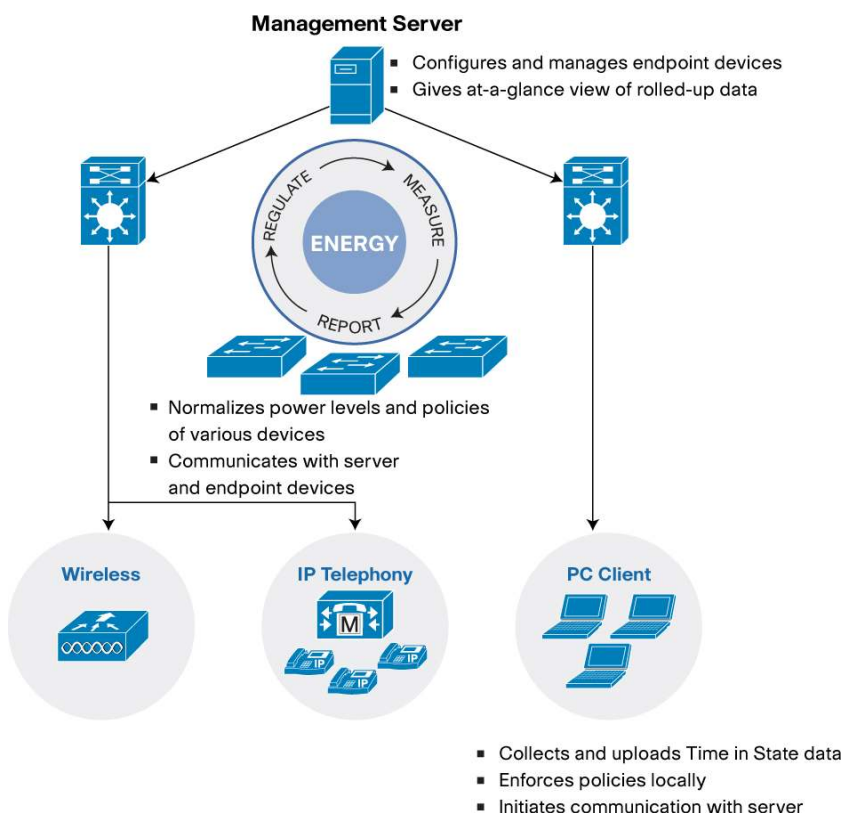 Management Server
▪ Configures and manages endpoint devices
▪ Gives at-a-glance view of rolled-up data
REGULATE
MEASURE
ENERGY
REPORT
▪ Normalizes power levels and policies
of various devices
▪ Communicates with server
and endpoint devices
Wireless
IP Telephony
PC Client
M
IP
IP
IP
▪ Collects and uploads Time in State data
▪ Enforces policies locally
▪ Initiates communication with server